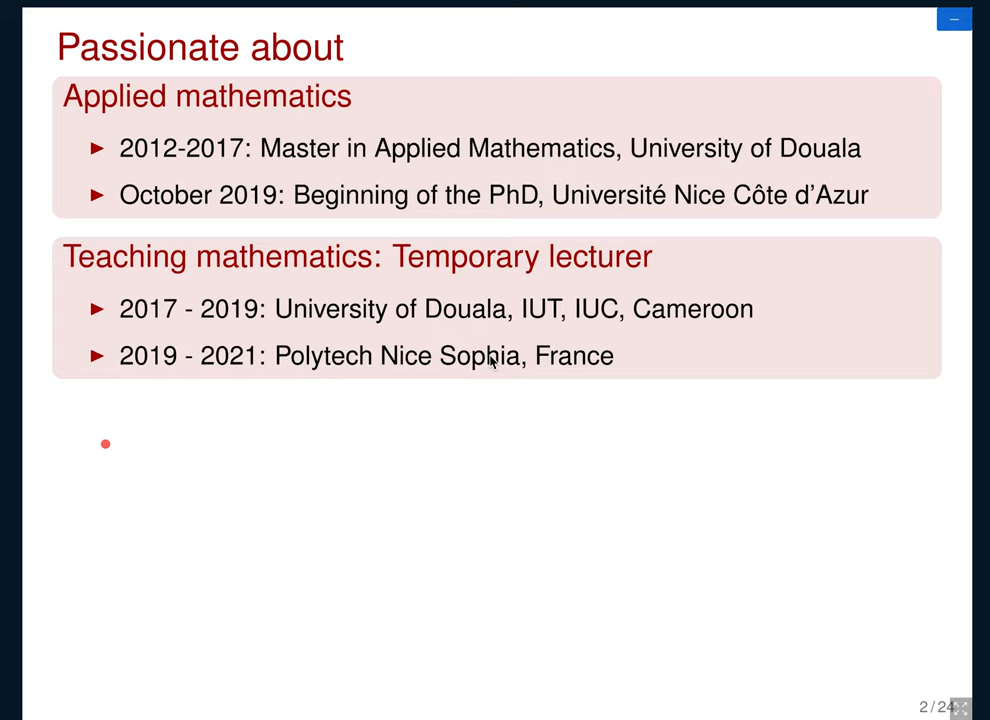 Passionate about
Applied mathematics
2012-2017: Master in Applied Mathematics, University of Douala
October 2019: Beginning of the PhD, Université Nice Côte d'Azur
Teaching mathematics: Temporary lecturer
2017 - 2019: University of Douala, IUT, IUC, Cameroon
2019 - 2021: Polytech Nice Sophia, France
2 / 24